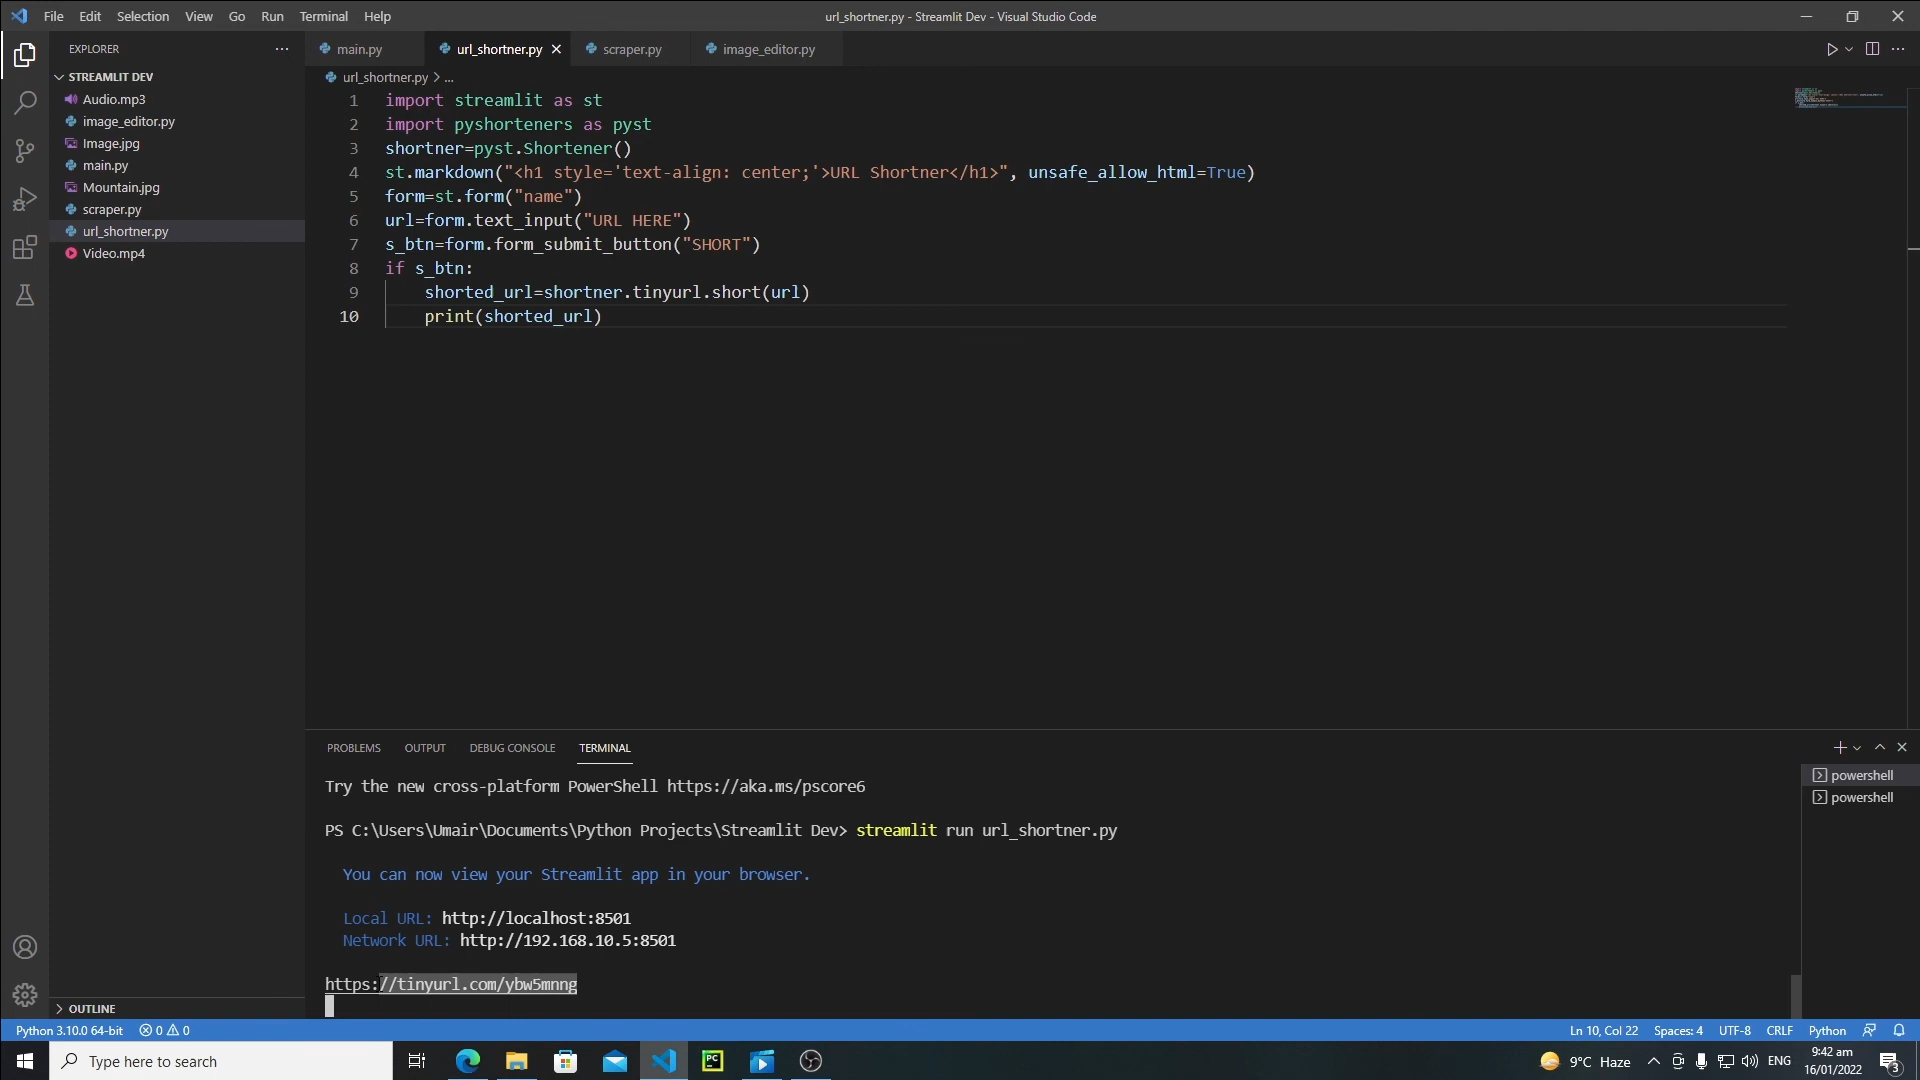 File Edit Selection View Go Run Terminal Help
url_shortner.py - Streamlit Dev - Visual Studio Code
EXPLORER
STREAMLIT DEV
Audio.mp3
image_editor.py
Image.jpg
main.py
Mountain.jpg
scraper.py
url_shortner.py
Video.mp4
OUTLINE
main.py url_shortner.py scraper.py image_editor.py
url_shortner.py > ...
1 import streamlit as st
2 import pyshorteners as pyst
3 shortner=pyst.Shortener()
4 st.markdown("<h1 style='text-align: center;'>URL Shortner</h1>", unsafe_allow_html=True)
5 form=st.form("name")
6 url=form.text_input("URL HERE")
7 s_btn=form.form_submit_button("SHORT")
8 if s_btn:
9     shorted_url=shortner.tinyurl.short(url)
10     print(shorted_url)
PROBLEMS OUTPUT DEBUG CONSOLE TERMINAL
Try the new cross-platform PowerShell https://aka.ms/pscore6
PS C:\Users\Umair\Documents\Python Projects\Streamlit Dev> streamlit run url_shortner.py
You can now view your Streamlit app in your browser.
Local URL: http://localhost:8501
Network URL: http://192.168.10.5:8501
https://tinyurl.com/ybw5mnng
powershell
powershell
Python 3.10.0 64-bit 0 0
Ln 10, Col 22 Spaces: 4 UTF-8 CRLF Python
Type here to search
PC
9°C Haze
ENG
9:42 am
16/01/2022
3